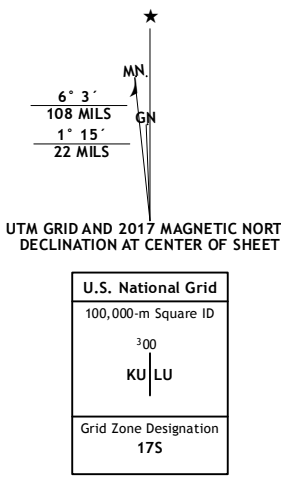 ★
MN.
6° 3´
108 MILS
GN
1° 15´
22 MILS
UTM GRID AND 2017 MAGNETIC NORT
DECLINATION AT CENTER OF SHEET
U.S. National Grid
100,000-m Square ID
³00
KU LU
Grid Zone Designation
17S